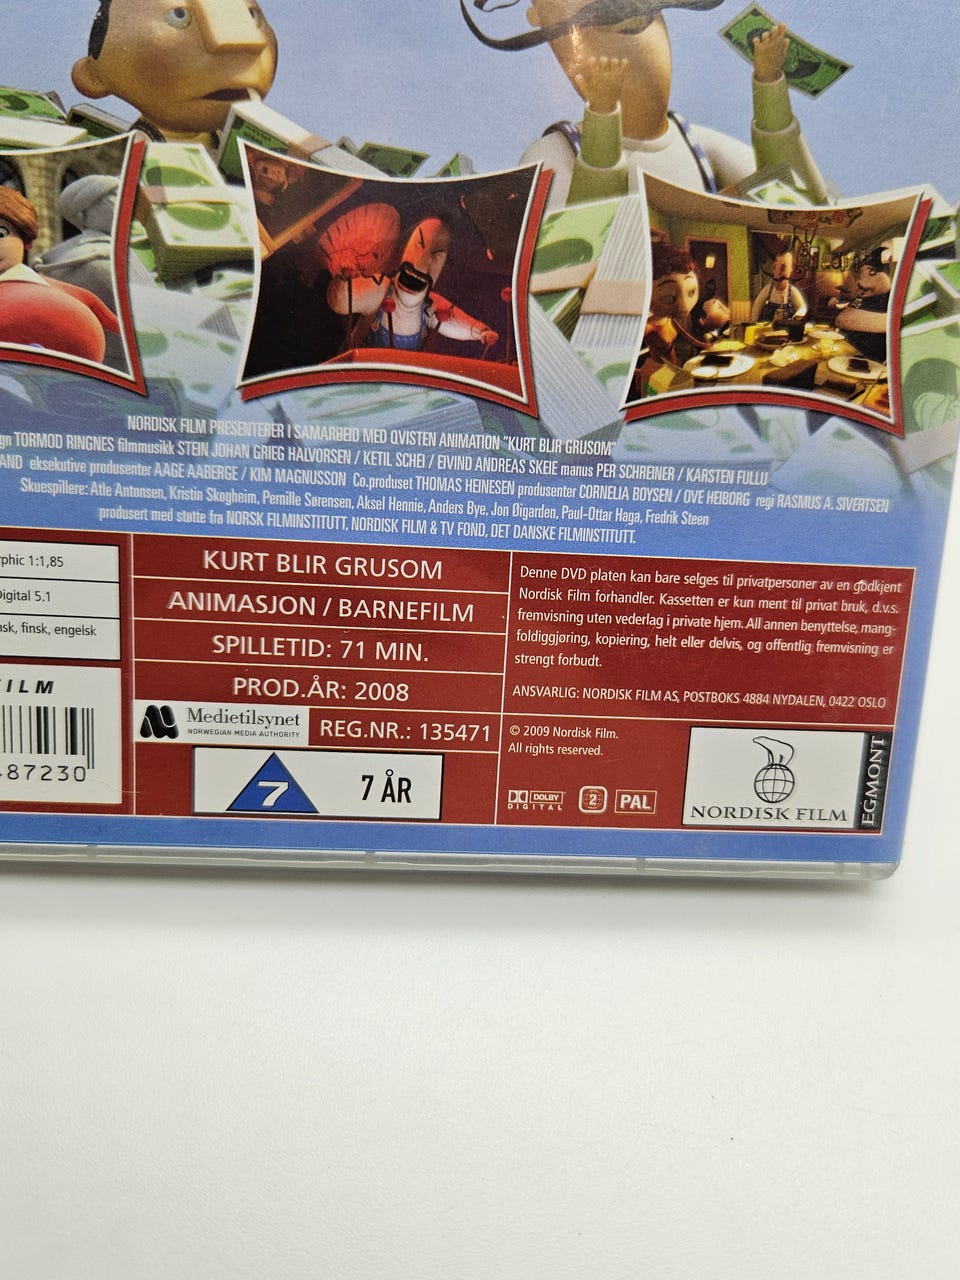 NORDISK FILM PRESENTERER I SAMARBEID MED QVISTEN ANIMATION "KURT BLIR GRUSOM"
gn TORMOD RINGNES filmmusikk STEIN JOHAN GRIEG HALVORSEN / KETIL SCHEI / EIVIND ANDREAS SKEIE manus PER SCHREINER / KARSTEN FULLU
AND eksekutive produsenter AAGE AABERGE / KIM MAGNUSSON Co.produset THOMAS HEINESEN produsenter CORNELIA BOYSEN / OVE HEIBORG regi RASMUS A. SIVERTSEN
Skuespillere: Atle Antonsen, Kristin Skogheim, Pernille Sørensen, Aksel Hennie, Anders Bye, Jon Øigarden, Paul-Ottar Haga, Fredrik Steen
produsert med støtte fra NORSK FILMINSTITUTT, NORDISK FILM & TV FOND, DET DANSKE FILMINSTITUTT.
rphic 1:1,85
Digital 5.1
nsk, finsk, engelsk
FILM
487230
KURT BLIR GRUSOM
ANIMASJON / BARNEFILM
SPILLETID: 71 MIN.
PROD.ÅR: 2008
Medietilsynet
NORWEGIAN MEDIA AUTHORITY
REG.NR.: 135471
7
7 ÅR
Denne DVD platen kan bare selges til privatpersoner av en godkjent
Nordisk Film forhandler. Kassetten er kun ment til privat bruk, d.v.s.
fremvisning uten vederlag i private hjem. All annen benyttelse, mang-
foldiggjøring, kopiering, helt eller delvis, og offentlig fremvisning er
strengt forbudt.
ANSVARLIG: NORDISK FILM AS, POSTBOKS 4884 NYDALEN, 0422 OSLO
© 2009 Nordisk Film.
All rights reserved.
DOLBY
DIGITAL
2
PAL
NORDISK FILM
EGMONT